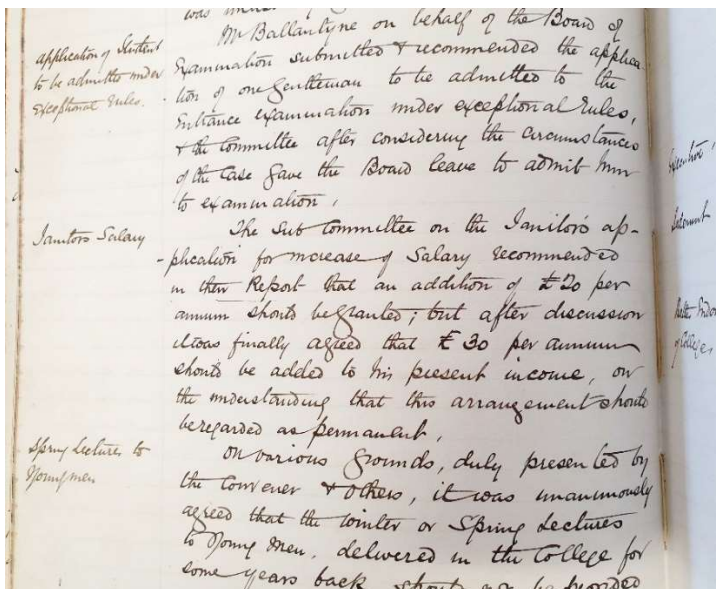 Mr Ballantyne on behalf of the Board of
application of Student
to be admitted under
Exceptional Rules.
Examination submitted & recommended the applica
tion of one Gentleman to be admitted to the
Entrance examination under exceptional Rules,
& the Committee after considering the circumstances
of the case gave the Board leave to admit him
to examination,
Janitors Salary
The Sub Committee on the Janitors ap-
-plication for increase of Salary recommended
in their Report that an addition of £20 per
annum should be granted; but after discussion
it was finally agreed that £30 per annum
should be added to his present income, on
the understanding that this arrangement should
be regarded as permanent,
Spring Lectures to
Young men
On various grounds, duly presented by
the Convener & others, it was unanimously
agreed that the Winter or Spring Lectures
to Young Men, delivered in the College for
some years back should